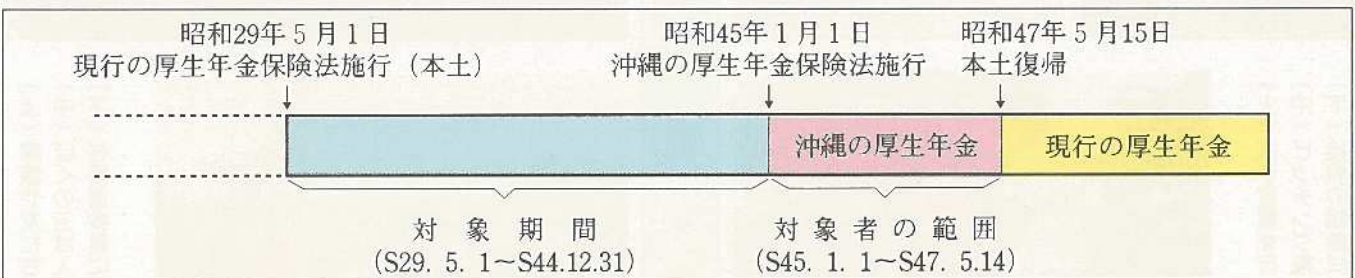 昭和29年5月1日
現行の厚生年金保険法施行（本土）
昭和45年1月1日
沖縄の厚生年金保険法施行
昭和47年5月15日
本土復帰
沖縄の厚生年金
現行の厚生年金
対象期間
(S29. 5. 1～S44.12.31)
対象者の範囲
(S45. 1. 1～S47. 5.14)